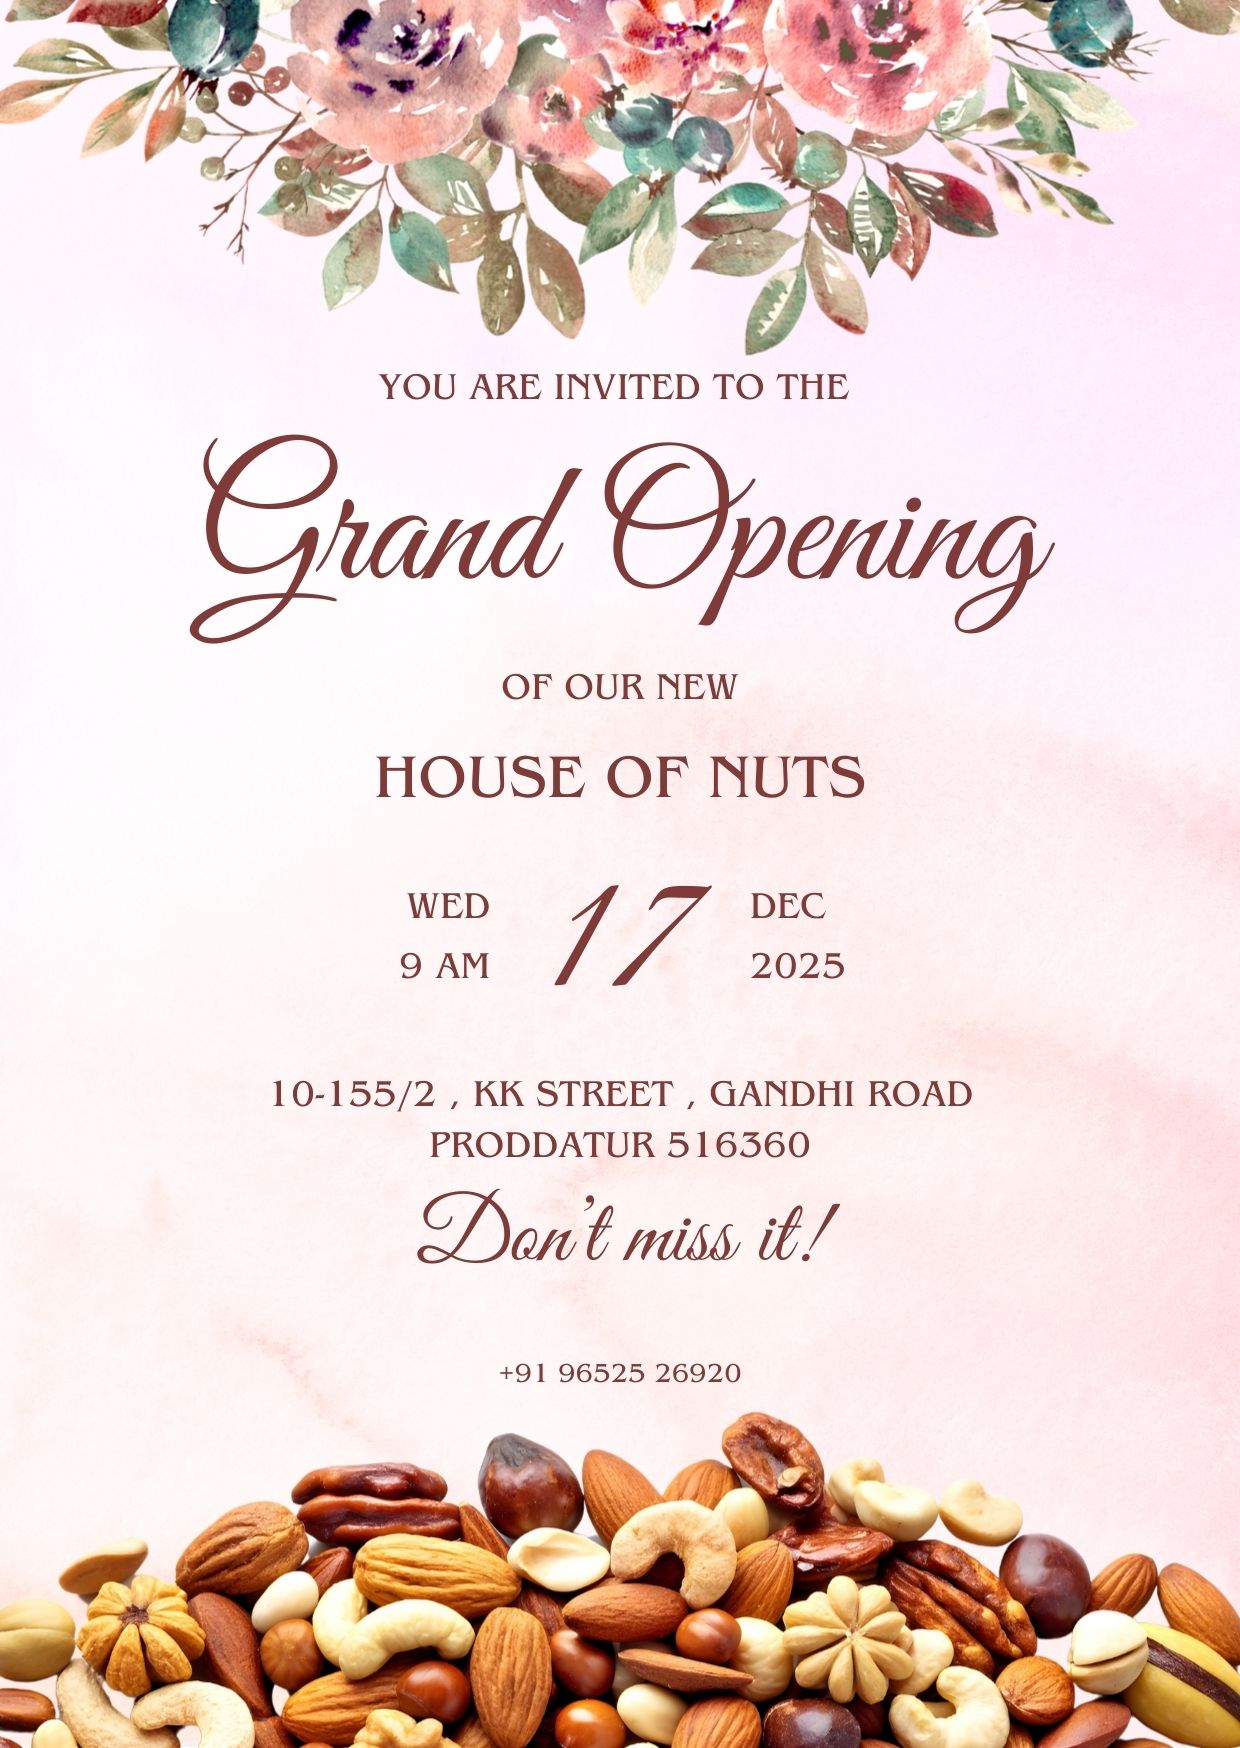 YOU ARE INVITED TO THE
Grand Opening
OF OUR NEW
HOUSE OF NUTS
WED 17 DEC
9 AM 2025
10-155/2 , KK STREET , GANDHI ROAD
PRODDATUR 516360
Don't miss it!
+91 96525 26920